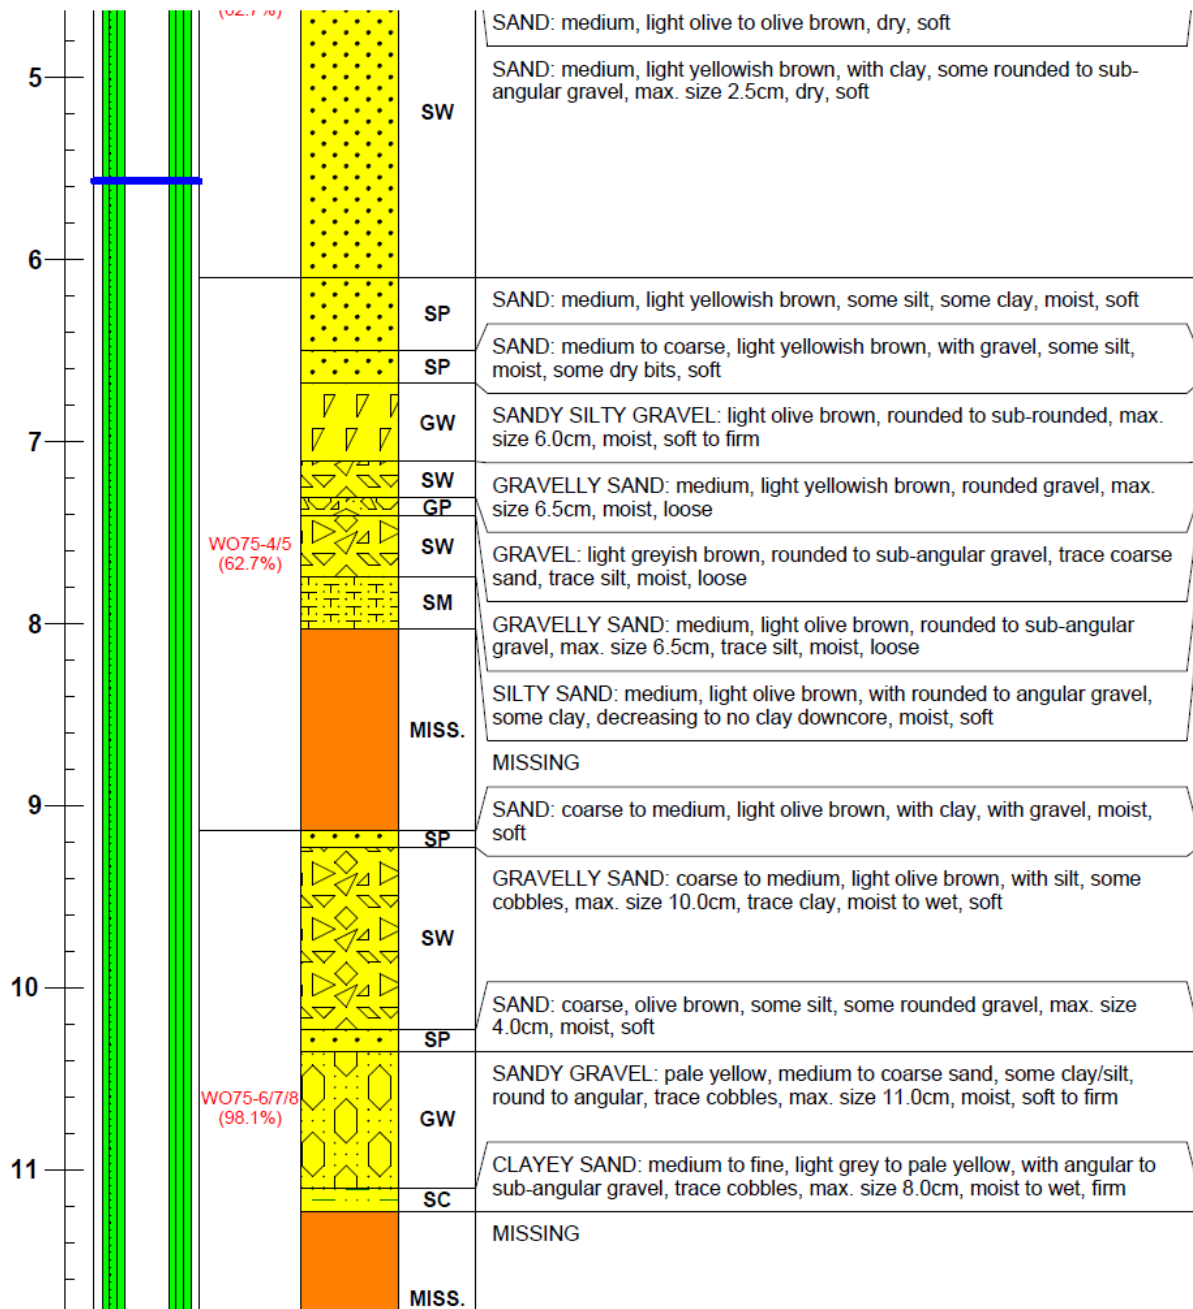 (62.7%)
SAND: medium, light olive to olive brown, dry, soft
5
SAND: medium, light yellowish brown, with clay, some rounded to sub-
angular gravel, max. size 2.5cm, dry, soft
SW
6
SAND: medium, light yellowish brown, some silt, some clay, moist, soft
SP
SAND: medium to coarse, light yellowish brown, with gravel, some silt,
moist, some dry bits, soft
SP
SANDY SILTY GRAVEL: light olive brown, rounded to sub-rounded, max.
size 6.0cm, moist, soft to firm
GW
7
SW
GRAVELLY SAND: medium, light yellowish brown, rounded gravel, max.
size 6.5cm, moist, loose
GP
WO75-4/5
(62.7%)
SW
GRAVEL: light greyish brown, rounded to sub-angular gravel, trace coarse
sand, trace silt, moist, loose
SM
8
GRAVELLY SAND: medium, light olive brown, rounded to sub-angular
gravel, max. size 6.5cm, trace silt, moist, loose
SILTY SAND: medium, light olive brown, with rounded to angular gravel,
some clay, decreasing to no clay downcore, moist, soft
MISS.
MISSING
9
SAND: coarse to medium, light olive brown, with clay, with gravel, moist,
soft
SP
GRAVELLY SAND: coarse to medium, light olive brown, with silt, some
cobbles, max. size 10.0cm, trace clay, moist to wet, soft
SW
10
SAND: coarse, olive brown, some silt, some rounded gravel, max. size
4.0cm, moist, soft
SP
SANDY GRAVEL: pale yellow, medium to coarse sand, some clay/silt,
round to angular, trace cobbles, max. size 11.0cm, moist, soft to firm
WO75-6/7/8
(98.1%)
GW
11
CLAYEY SAND: medium to fine, light grey to pale yellow, with angular to
sub-angular gravel, trace cobbles, max. size 8.0cm, moist to wet, firm
SC
MISSING
MISS.